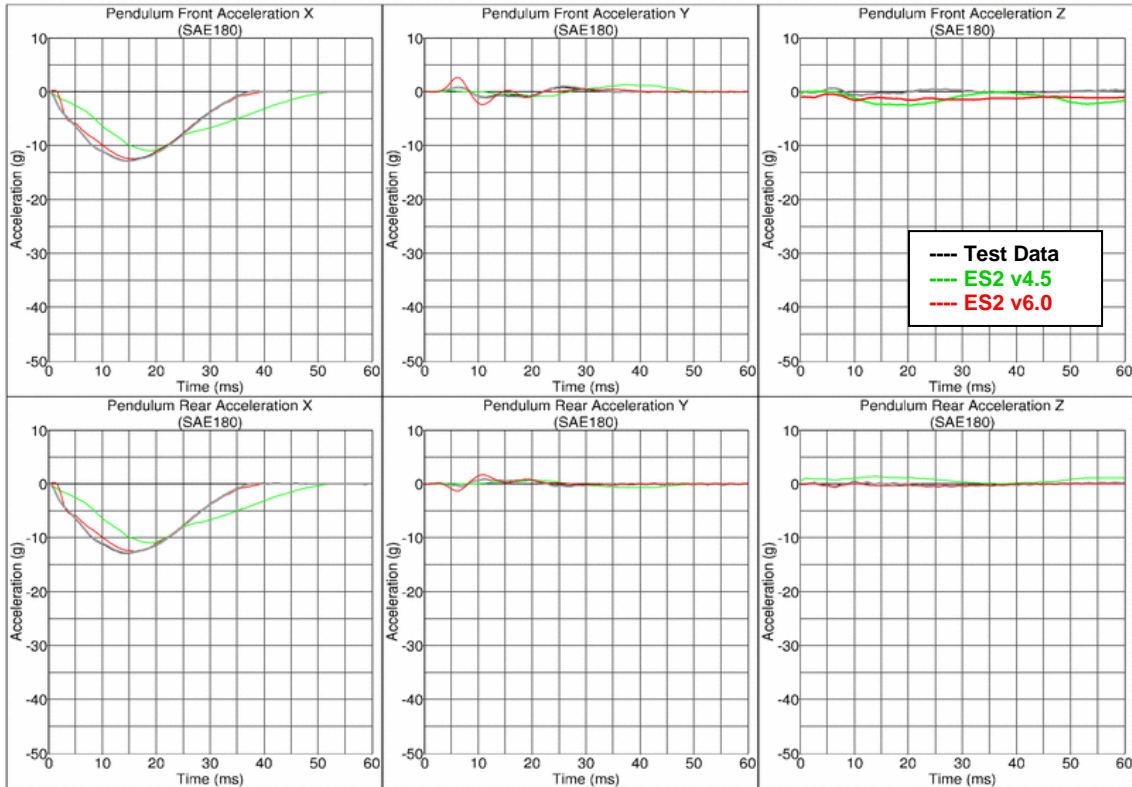 Pendulum Front Acceleration X
(SAE180)
10
0
-10
-20
-30
-40
-50
Acceleration (g)
0 10 20 30 40 50 60
Time (ms)
Pendulum Front Acceleration Y
(SAE180)
10
0
-10
-20
-30
-40
-50
Acceleration (g)
0 10 20 30 40 50 60
Time (ms)
Pendulum Front Acceleration Z
(SAE180)
10
0
-10
-20
-30
-40
-50
Acceleration (g)
0 10 20 30 40 50 60
Time (ms)
---- Test Data
---- ES2 v4.5
---- ES2 v6.0
Pendulum Rear Acceleration X
(SAE180)
10
0
-10
-20
-30
-40
-50
Acceleration (g)
0 10 20 30 40 50 60
Time (ms)
Pendulum Rear Acceleration Y
(SAE180)
10
0
-10
-20
-30
-40
-50
Acceleration (g)
0 10 20 30 40 50 60
Time (ms)
Pendulum Rear Acceleration Z
(SAE180)
10
0
-10
-20
-30
-40
-50
Acceleration (g)
0 10 20 30 40 50 60
Time (ms)